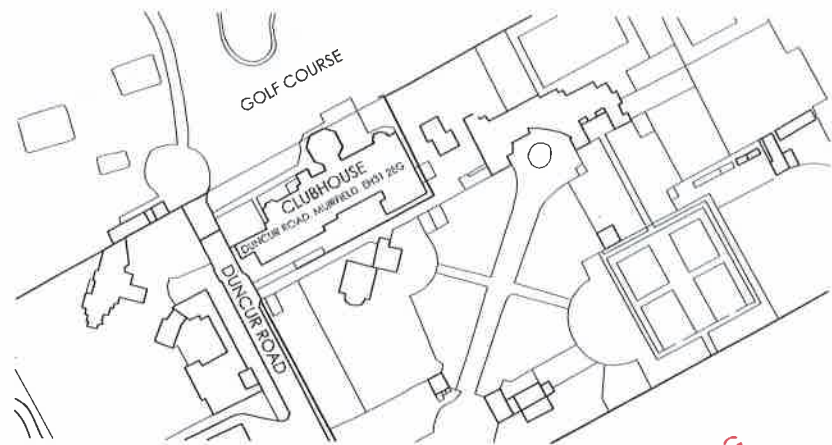 GOLF COURSE
CLUBHOUSE
DUNCUR ROAD MUIRFIELD EH31 2EG
DUNCUR ROAD